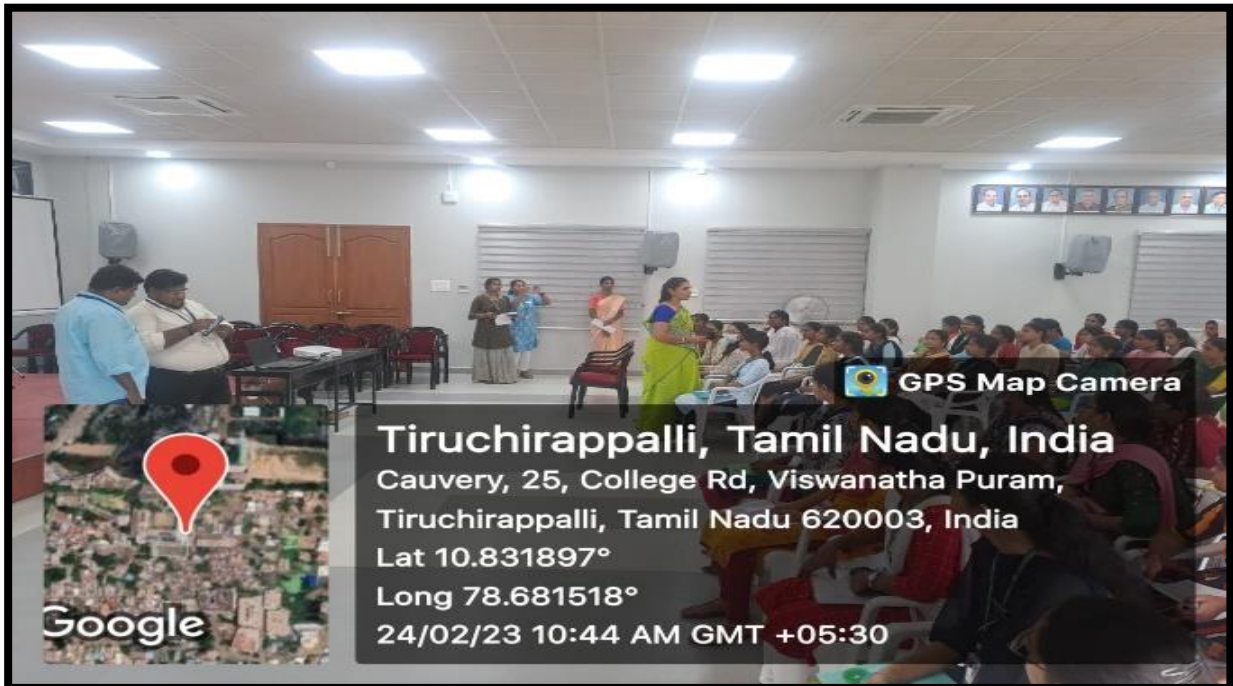 GPS Map Camera
Tiruchirappalli, Tamil Nadu, India
Cauvery, 25, College Rd, Viswanatha Puram,
Tiruchirappalli, Tamil Nadu 620003, India
Lat 10.831897°
Long 78.681518°
24/02/23 10:44 AM GMT +05:30
Google